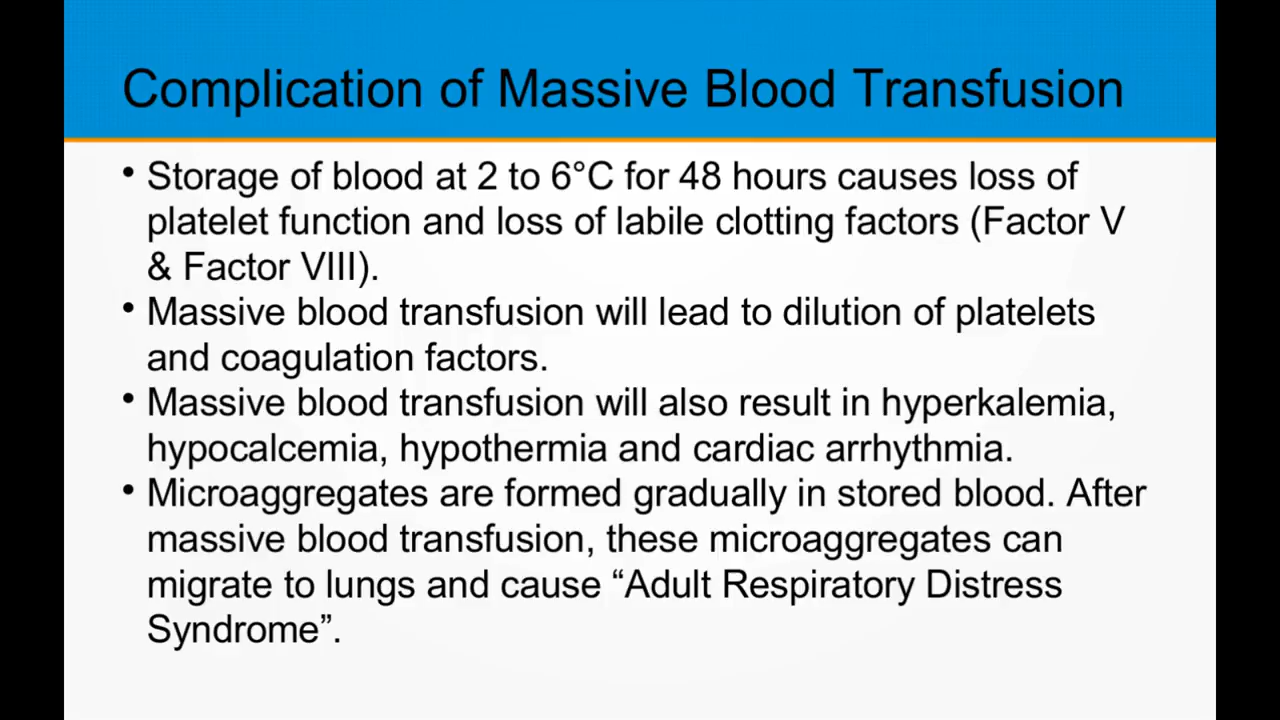 Complication of Massive Blood Transfusion
• Storage of blood at 2 to 6°C for 48 hours causes loss of
platelet function and loss of labile clotting factors (Factor V
& Factor VIII).
• Massive blood transfusion will lead to dilution of platelets
and coagulation factors.
• Massive blood transfusion will also result in hyperkalemia,
hypocalcemia, hypothermia and cardiac arrhythmia.
• Microaggregates are formed gradually in stored blood. After
massive blood transfusion, these microaggregates can
migrate to lungs and cause “Adult Respiratory Distress
Syndrome”.